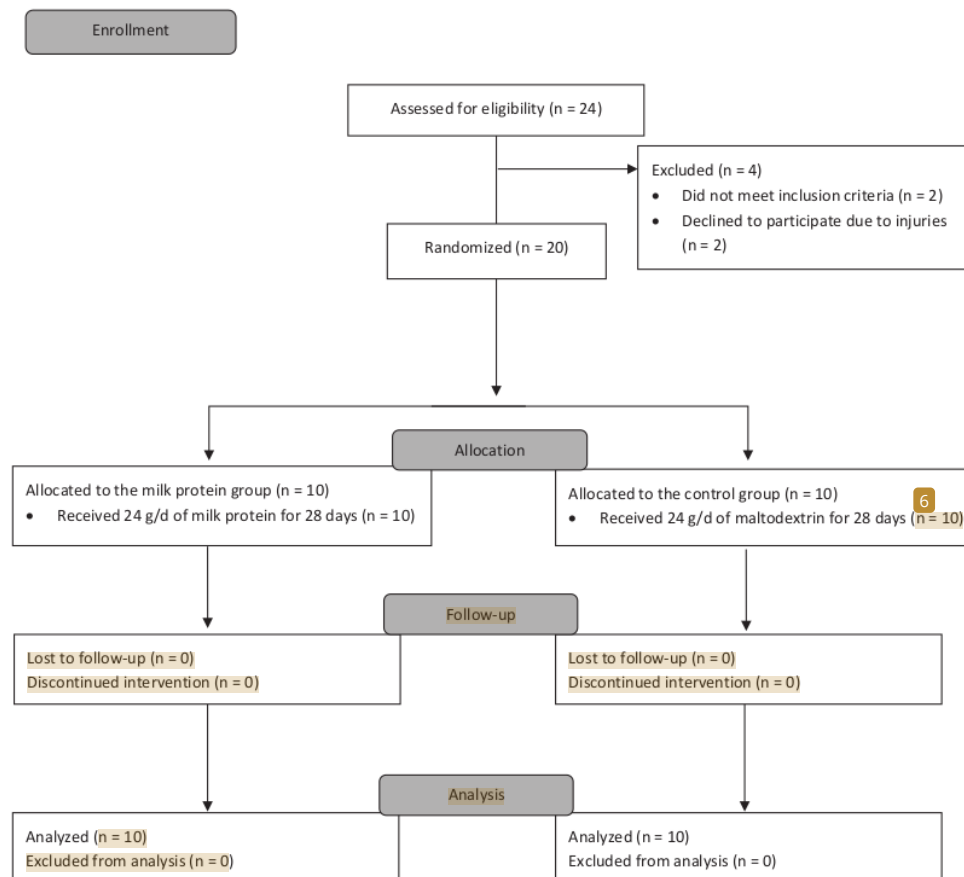 Enrollment
Assessed for eligibility (n = 24)
Excluded (n = 4)
• Did not meet inclusion criteria (n = 2)
• Declined to participate due to injuries
(n = 2)
Randomized (n = 20)
Allocation
Allocated to the milk protein group (n = 10)
• Received 24 g/d of milk protein for 28 days (n = 10)
Allocated to the control group (n = 10)
6
• Received 24 g/d of maltodextrin for 28 days (n = 10)
Follow-up
Lost to follow-up (n = 0)
Discontinued intervention (n = 0)
Lost to follow-up (n = 0)
Discontinued intervention (n = 0)
Analysis
Analyzed (n = 10)
Excluded from analysis (n = 0)
Analyzed (n = 10)
Excluded from analysis (n = 0)